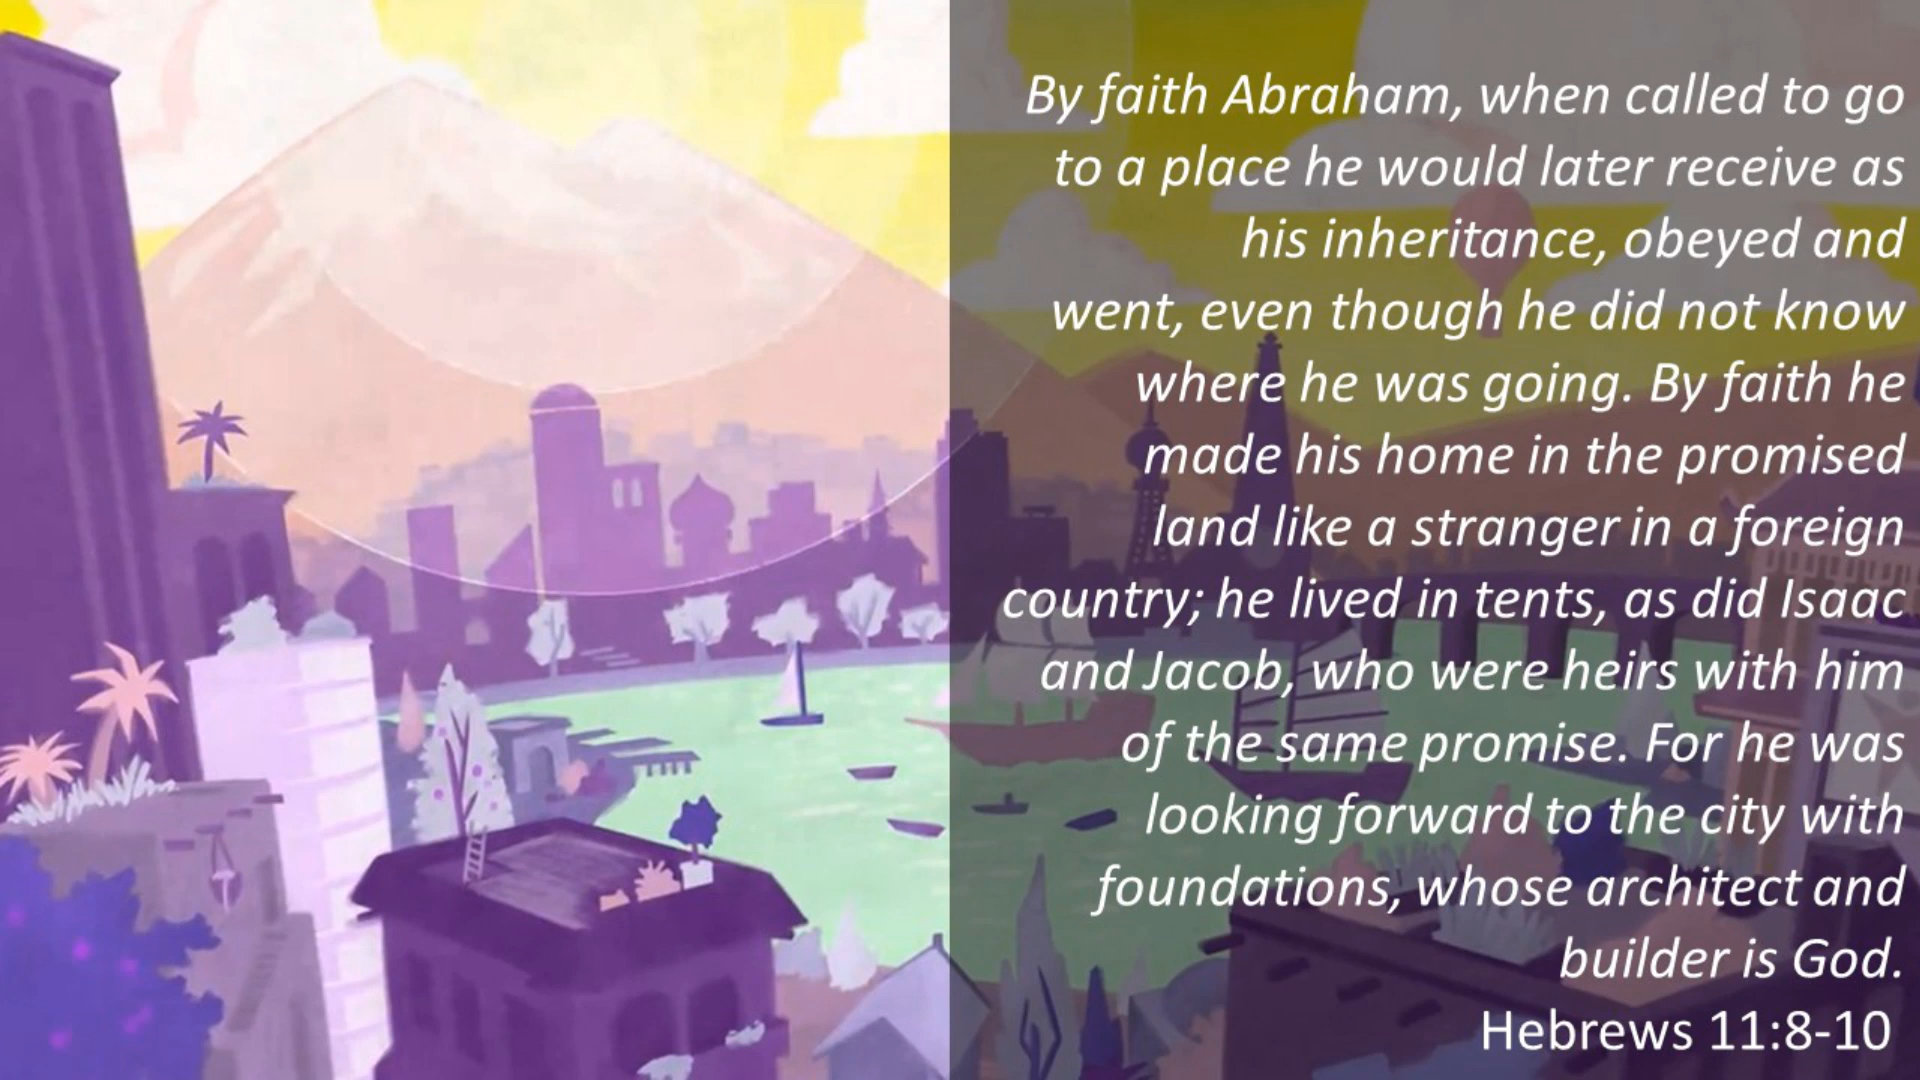 By faith Abraham, when called to go
to a place he would later receive as
his inheritance, obeyed and
went, even though he did not know
where he was going. By faith he
made his home in the promised
land like a stranger in a foreign
country; he lived in tents, as did Isaac
and Jacob, who were heirs with him
of the same promise. For he was
looking forward to the city with
foundations, whose architect and
builder is God.
Hebrews 11:8-10